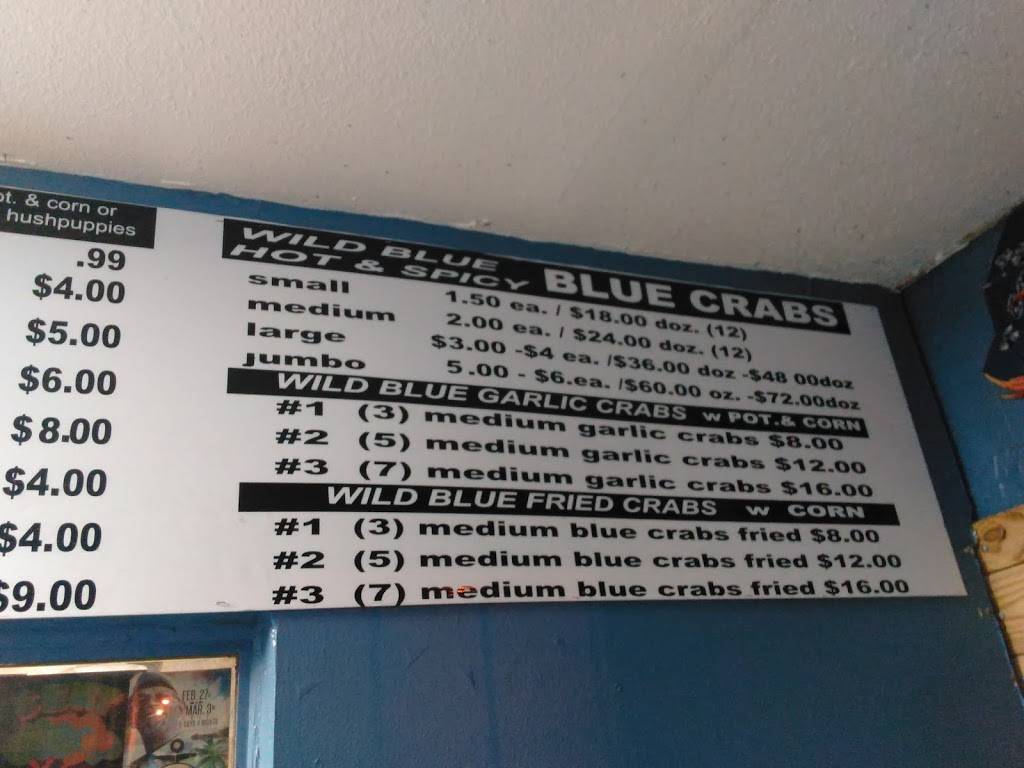 pt. & corn or
hushpuppies
.99
$4.00
$5.00
$6.00
$8.00
$4.00
$4.00
$9.00
WILD BLUE
HOT & SPICY BLUE CRABS
small 1.50 ea. / $18.00 doz. (12)
medium 2.00 ea. / $24.00 doz. (12)
large $3.00 -$4 ea. /$36.00 doz -$48 00doz
jumbo 5.00 - $6.ea. /$60.00 oz. -$72.00doz
WILD BLUE GARLIC CRABS w POT.& CORN
#1 (3) medium garlic crabs $8.00
#2 (5) medium garlic crabs $12.00
#3 (7) medium garlic crabs $16.00
WILD BLUE FRIED CRABS w CORN
#1 (3) medium blue crabs fried $8.00
#2 (5) medium blue crabs fried $12.00
#3 (7) medium blue crabs fried $16.00
FEB. 27
MAR. 3